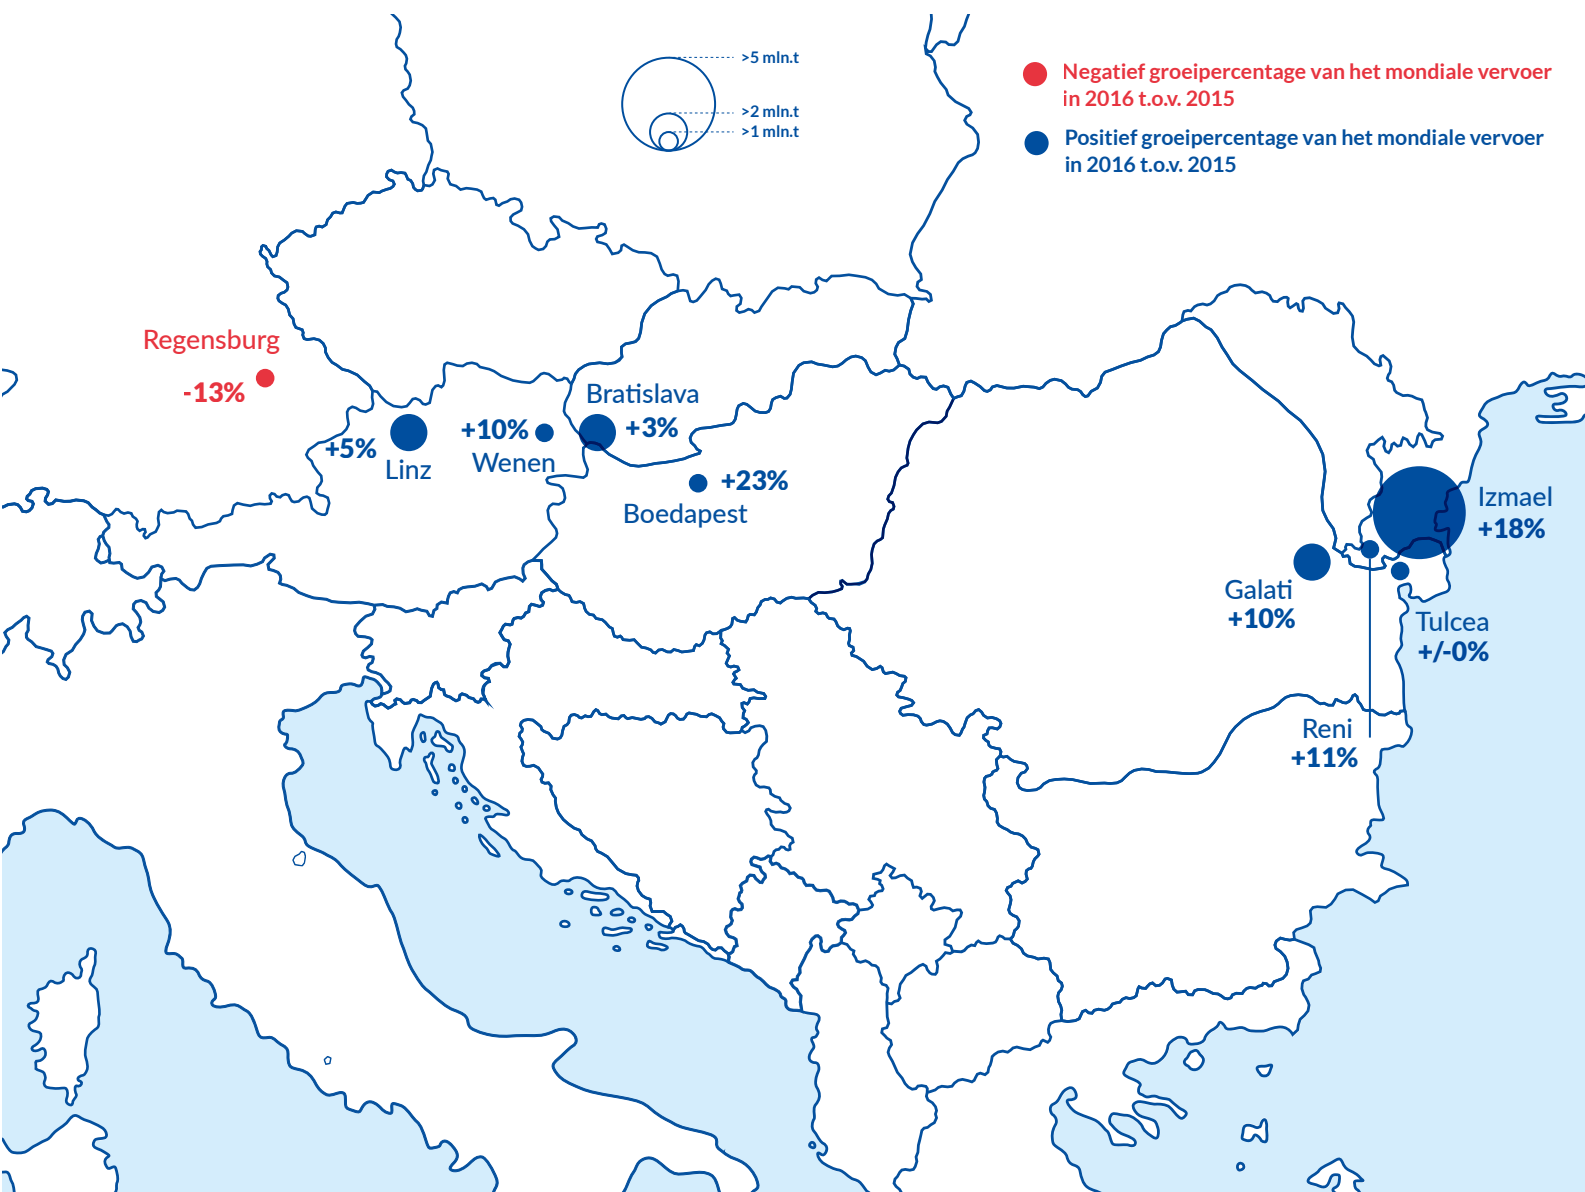 >5 mln.t
>2 mln.t
>1 mln.t
Negatief groeipercentage van het mondiale vervoer
in 2016 t.o.v. 2015
Positief groeipercentage van het mondiale vervoer
in 2016 t.o.v. 2015
Regensburg
-13%
+5%
Linz
+10%
Wenen
Bratislava
+3%
+23%
Boedapest
Izmael
+18%
Galati
+10%
Tulcea
+/-0%
Reni
+11%